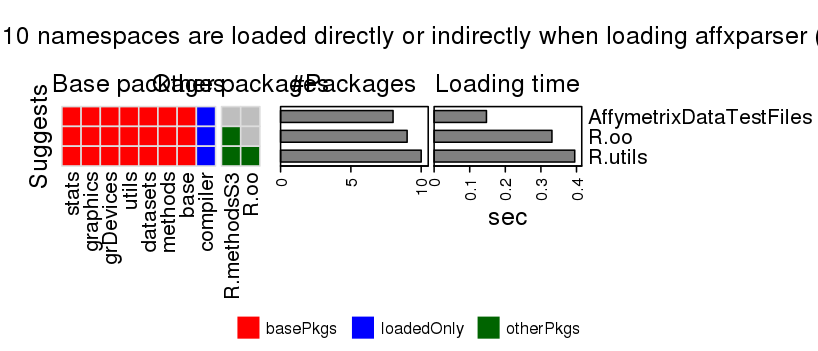 10 namespaces are loaded directly or indirectly when loading affxparser (
Base packages Other packages #Packages Loading time
Suggests
AffymetrixDataTestFiles
R.oo
R.utils
stats
graphics
grDevices
utils
datasets
methods
base
compiler
R.methodsS3
R.oo
0 5 10
0 0.1 0.2 0.3 0.4
sec
basePkgs loadedOnly otherPkgs